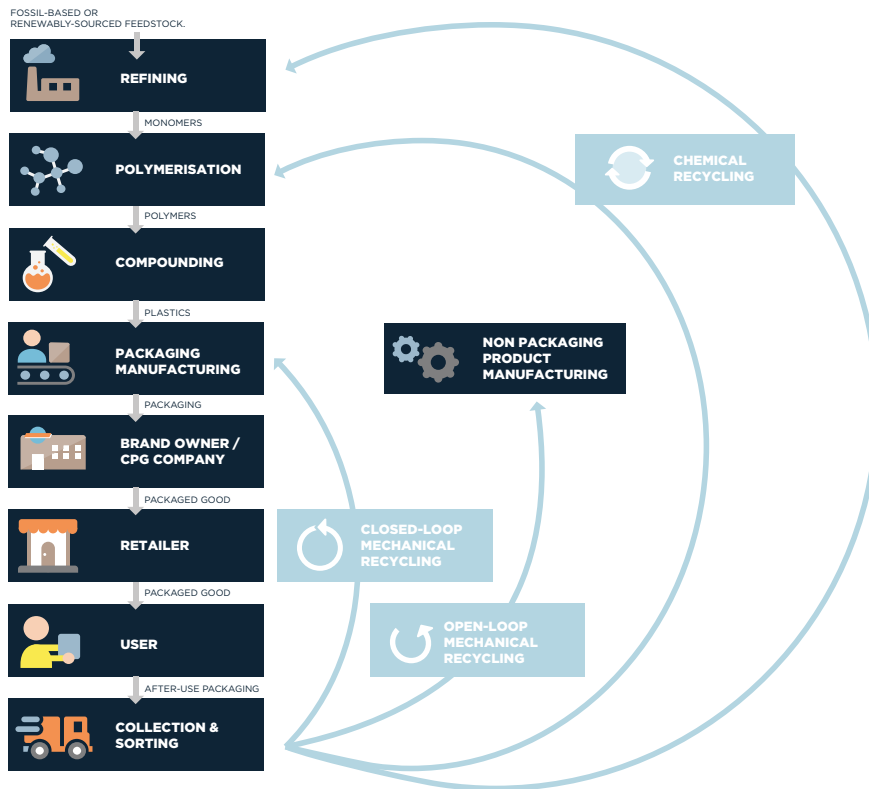 FOSSIL-BASED OR
RENEWABLY-SOURCED FEEDSTOCK.
REFINING
MONOMERS
POLYMERISATION
POLYMERS
COMPOUNDING
PLASTICS
PACKAGING
MANUFACTURING
PACKAGING
BRAND OWNER /
CPG COMPANY
PACKAGED GOOD
RETAILER
PACKAGED GOOD
USER
AFTER-USE PACKAGING
COLLECTION &
SORTING
CLOSED-LOOP
MECHANICAL
RECYCLING
OPEN-LOOP
MECHANICAL
RECYCLING
NON PACKAGING
PRODUCT
MANUFACTURING
CHEMICAL
RECYCLING